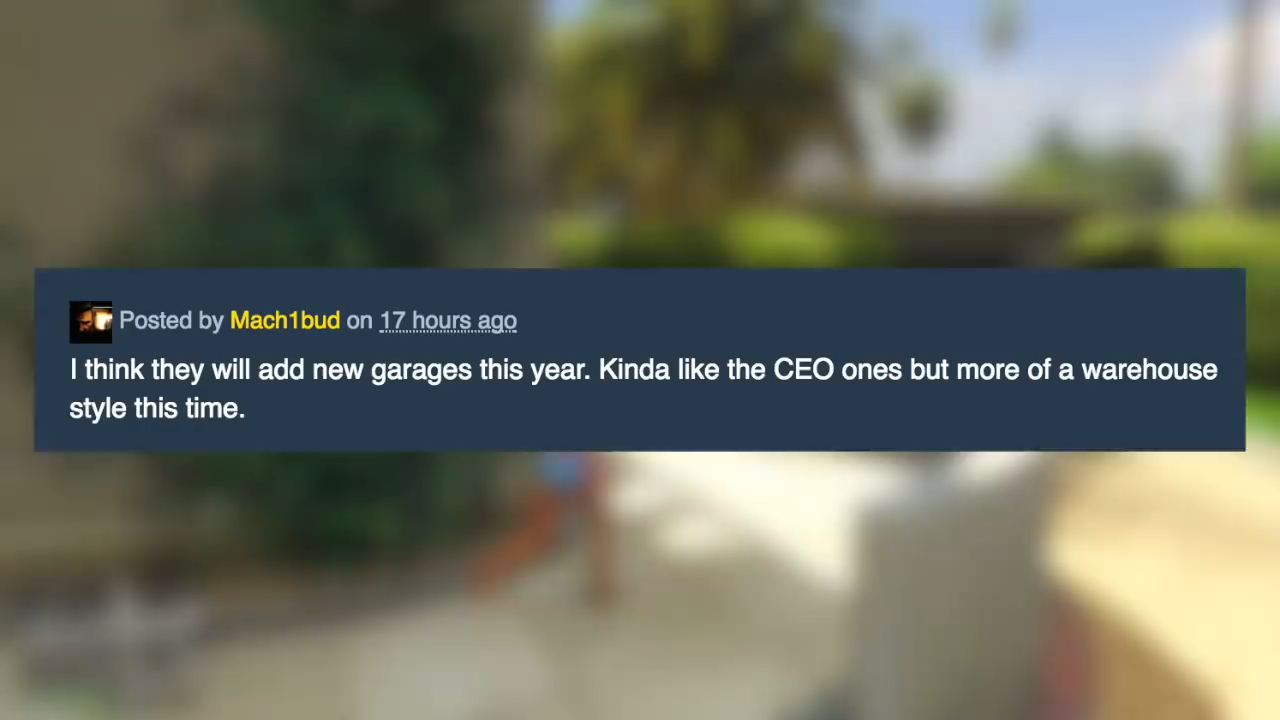 Posted by Mach1bud on 17 hours ago
I think they will add new garages this year. Kinda like the CEO ones but more of a warehouse
style this time.